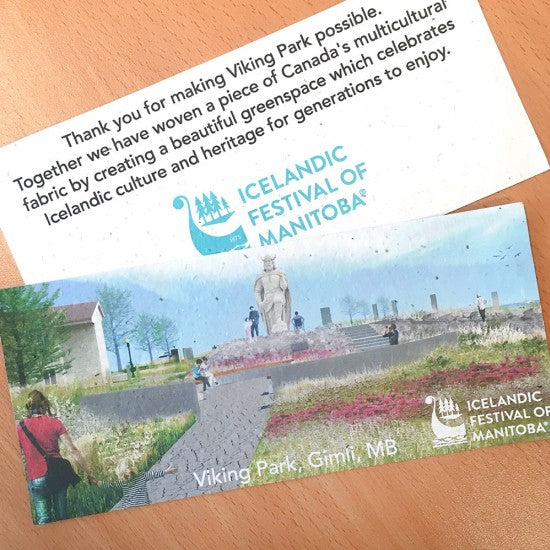 Thank you for making Viking Park possible.
Together we have woven a piece of Canada's multicultural
fabric by creating a beautiful greenspace which celebrates
Icelandic culture and heritage for generations to enjoy.
ICELANDIC
FESTIVAL OF
MANITOBA®
1875
ICELANDIC
FESTIVAL OF
MANITOBA®
Viking Park, Gimli, MB